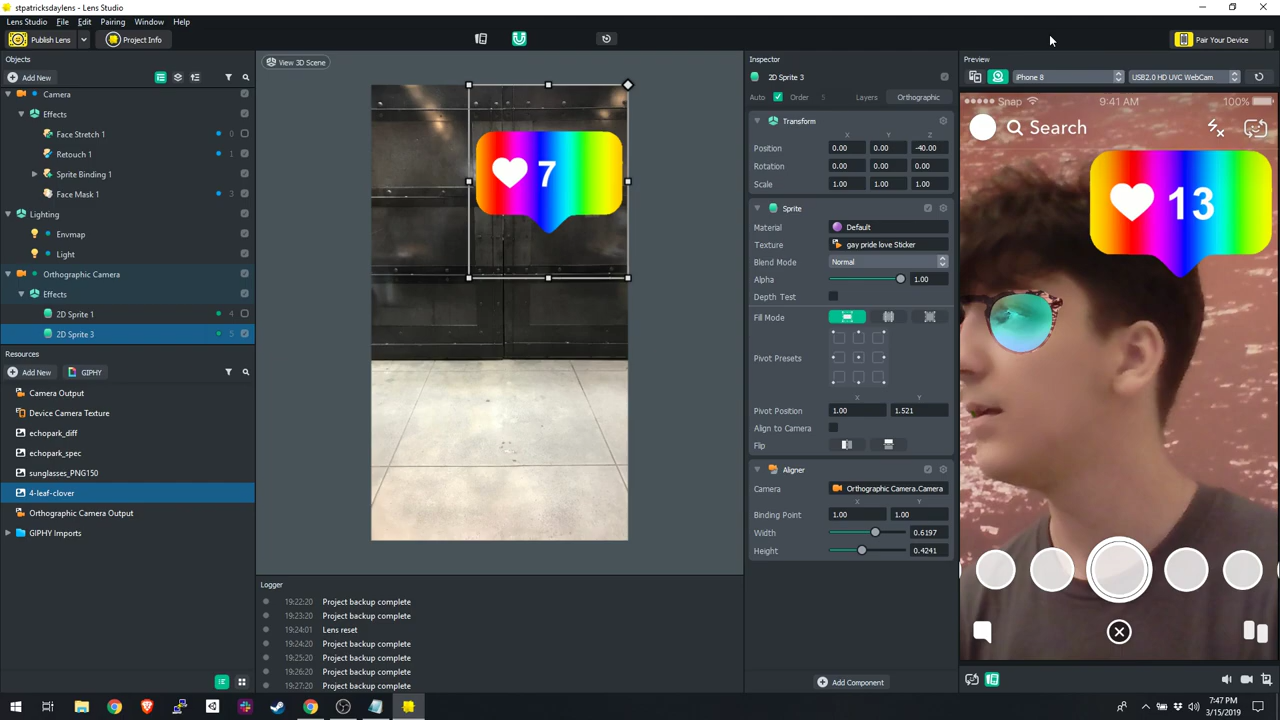 stpatricksdaylens - Lens Studio
Lens Studio File Edit Pairing Window Help
Publish Lens Project Info Pair Your Device
Objects
Add New
Camera
Effects
Face Stretch 1 0
Retouch 1 1
Sprite Binding 1
Face Mask 1 3
Lighting
Envmap
Light
Orthographic Camera
Effects
2D Sprite 1 4
2D Sprite 3 5
Resources
Add New GIPHY
Camera Output
Device Camera Texture
echopark_diff
echopark_spec
sunglasses_PNG150
4-leaf-clover
Orthographic Camera Output
GIPHY Imports
View 3D Scene
7
Logger
19:22:20 Project backup complete
19:23:20 Project backup complete
19:24:01 Lens reset
19:24:20 Project backup complete
19:25:20 Project backup complete
19:26:20 Project backup complete
19:27:20 Project backup complete
Inspector
2D Sprite 3
Auto Order 5 Layers Orthographic
Transform
X Y Z
Position 0.00 0.00 -40.00
Rotation 0.00 0.00 0.00
Scale 1.00 1.00 1.00
Sprite
Material Default
Texture gay pride love Sticker
Blend Mode Normal
Alpha 1.00
Depth Test
Fill Mode
Pivot Presets
X Y
Pivot Position 1.00 1.521
Align to Camera
Flip
Aligner
Camera Orthographic Camera.Camera
X Y
Binding Point 1.00 1.00
Width 0.6197
Height 0.4241
Add Component
Preview
iPhone 8 USB2.0 HD UVC WebCam
Snap 9:41 AM 100%
Search
13
7:47 PM
3/15/2019